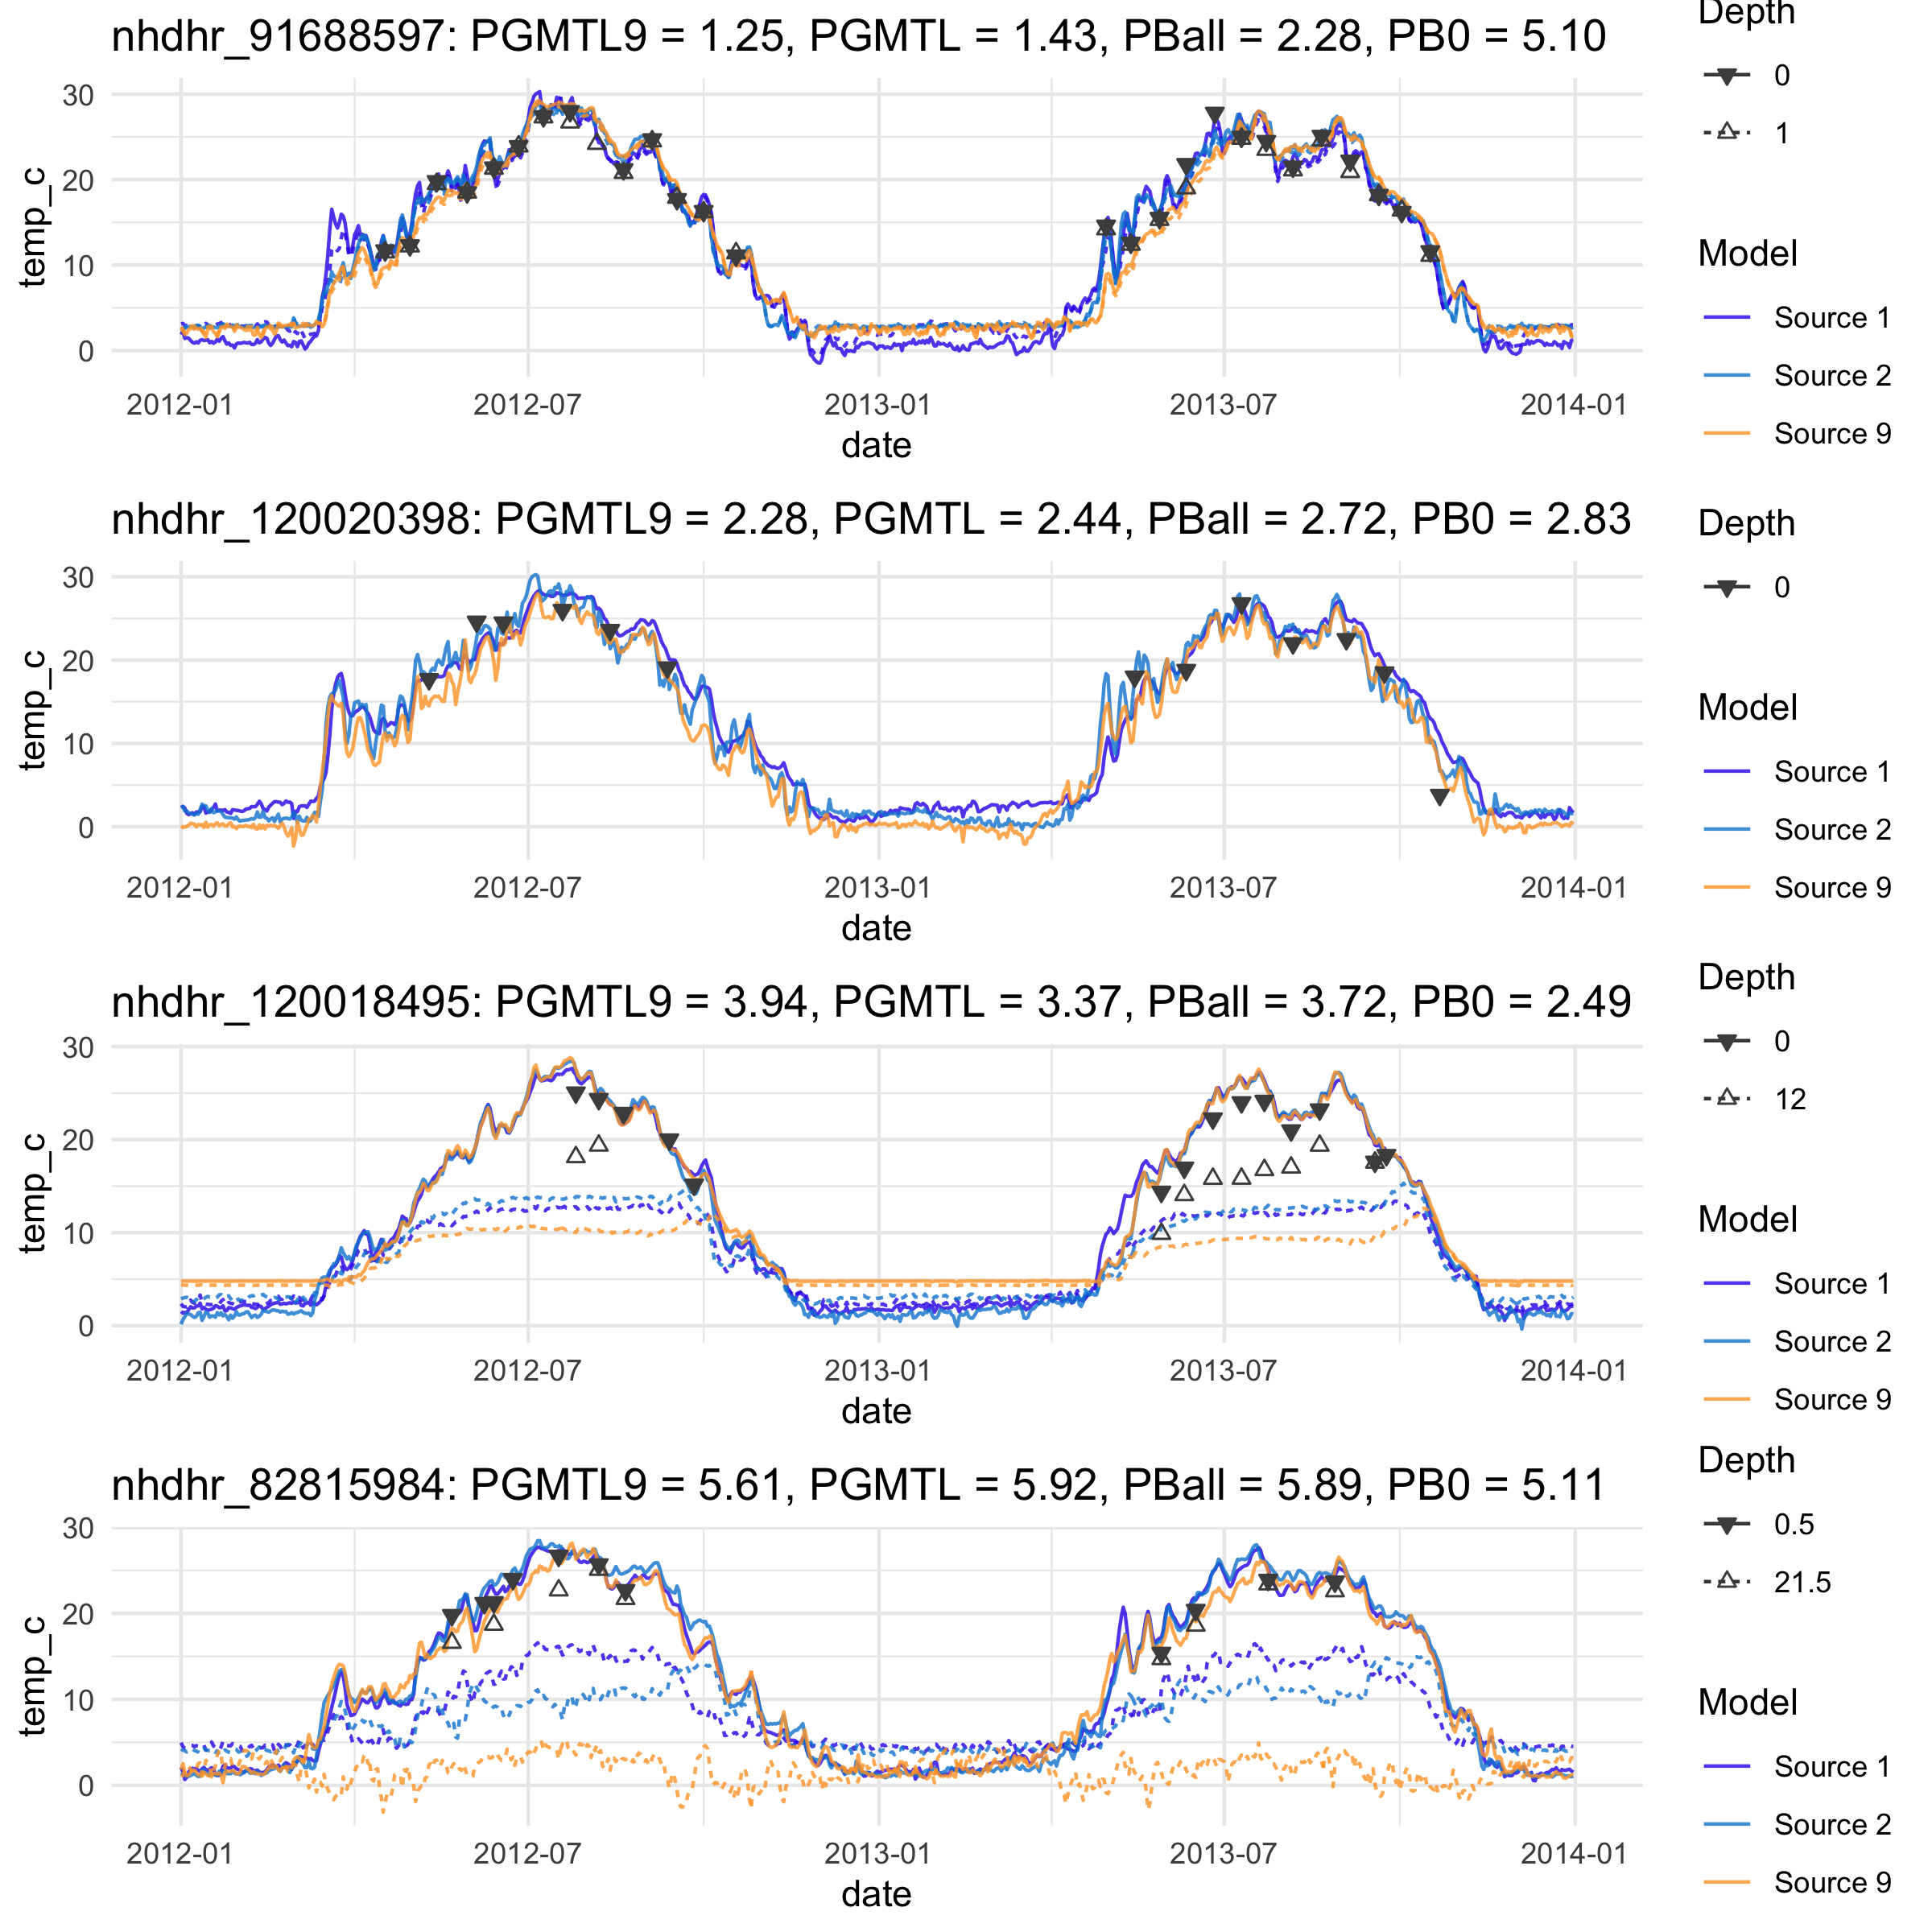 nhdhr_91688597: PGMTL9 = 1.25, PGMTL = 1.43, PBall = 2.28, PB0 = 5.10
temp_c
30
20
10
0
2012-01 2012-07 2013-01 2013-07 2014-01
date
Depth
0
1
Model
Source 1
Source 2
Source 9
nhdhr_120020398: PGMTL9 = 2.28, PGMTL = 2.44, PBall = 2.72, PB0 = 2.83
temp_c
30
20
10
0
2012-01 2012-07 2013-01 2013-07 2014-01
date
Depth
0
Model
Source 1
Source 2
Source 9
nhdhr_120018495: PGMTL9 = 3.94, PGMTL = 3.37, PBall = 3.72, PB0 = 2.49
temp_c
30
20
10
0
2012-01 2012-07 2013-01 2013-07 2014-01
date
Depth
0
12
Model
Source 1
Source 2
Source 9
nhdhr_82815984: PGMTL9 = 5.61, PGMTL = 5.92, PBall = 5.89, PB0 = 5.11
temp_c
30
20
10
0
2012-01 2012-07 2013-01 2013-07 2014-01
date
Depth
0.5
21.5
Model
Source 1
Source 2
Source 9